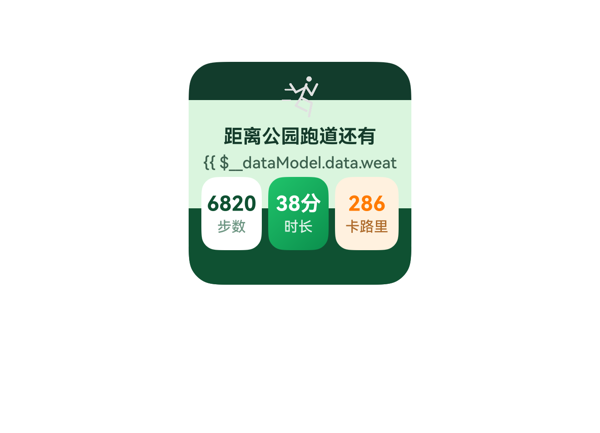 距离公园跑道还有
{{ $__dataModel.data.weat
6820 38分 286
步数 时长 卡路里